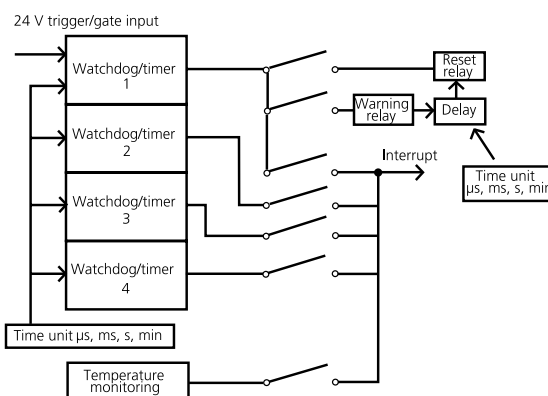 24 V trigger/gate input
Watchdog/timer
1
Reset
relay
Warning
relay
Delay
Watchdog/timer
2
Interrupt
Time unit
µs, ms, s, min
Watchdog/timer
3
Watchdog/timer
4
Time unit µs, ms, s, min
Temperature
monitoring